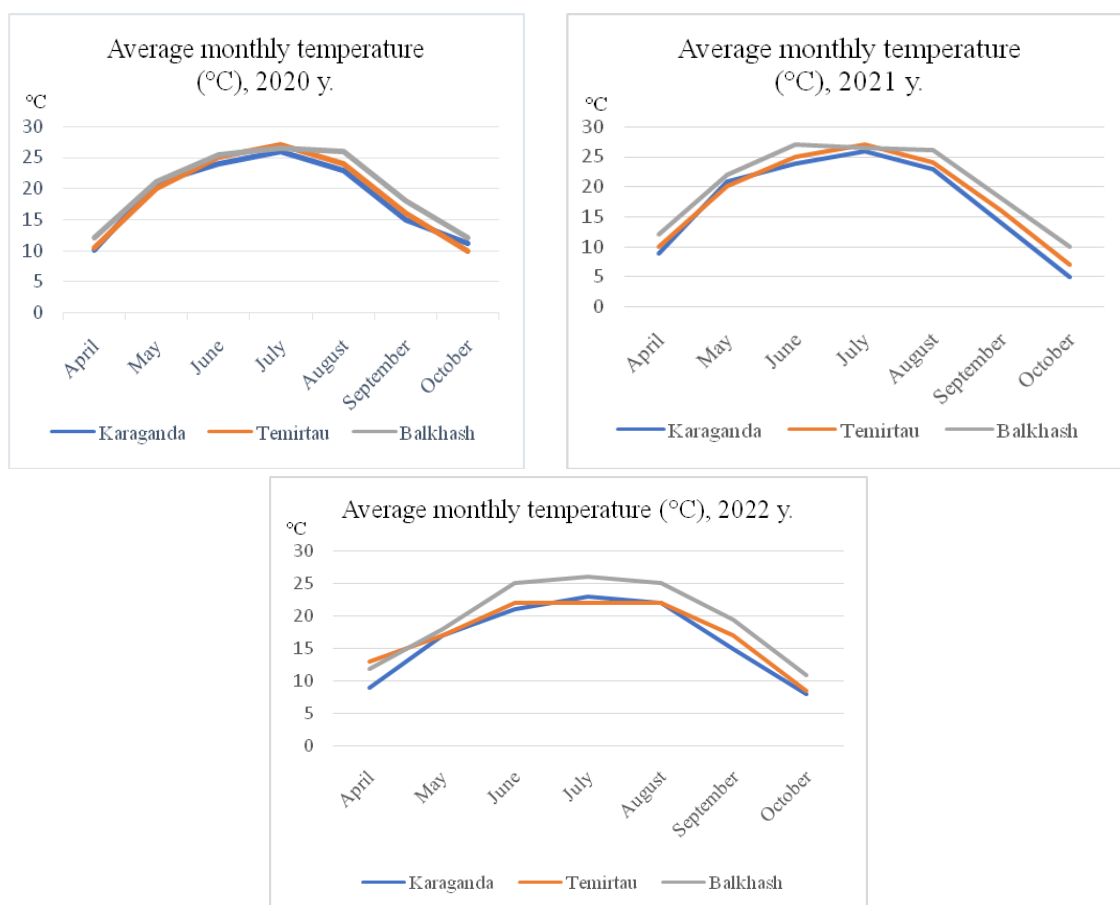 Average monthly temperature
(°C), 2020 y.
°C
30
25
20
15
10
5
0
April
May
June
July
August
September
October
Karaganda Temirtau Balkhash
Average monthly temperature
(°C), 2021 y.
°C
30
25
20
15
10
5
0
April
May
June
July
August
September
October
Karaganda Temirtau Balkhash
Average monthly temperature (°C), 2022 y.
°C
30
25
20
15
10
5
0
April
May
June
July
August
September
October
Karaganda Temirtau Balkhash